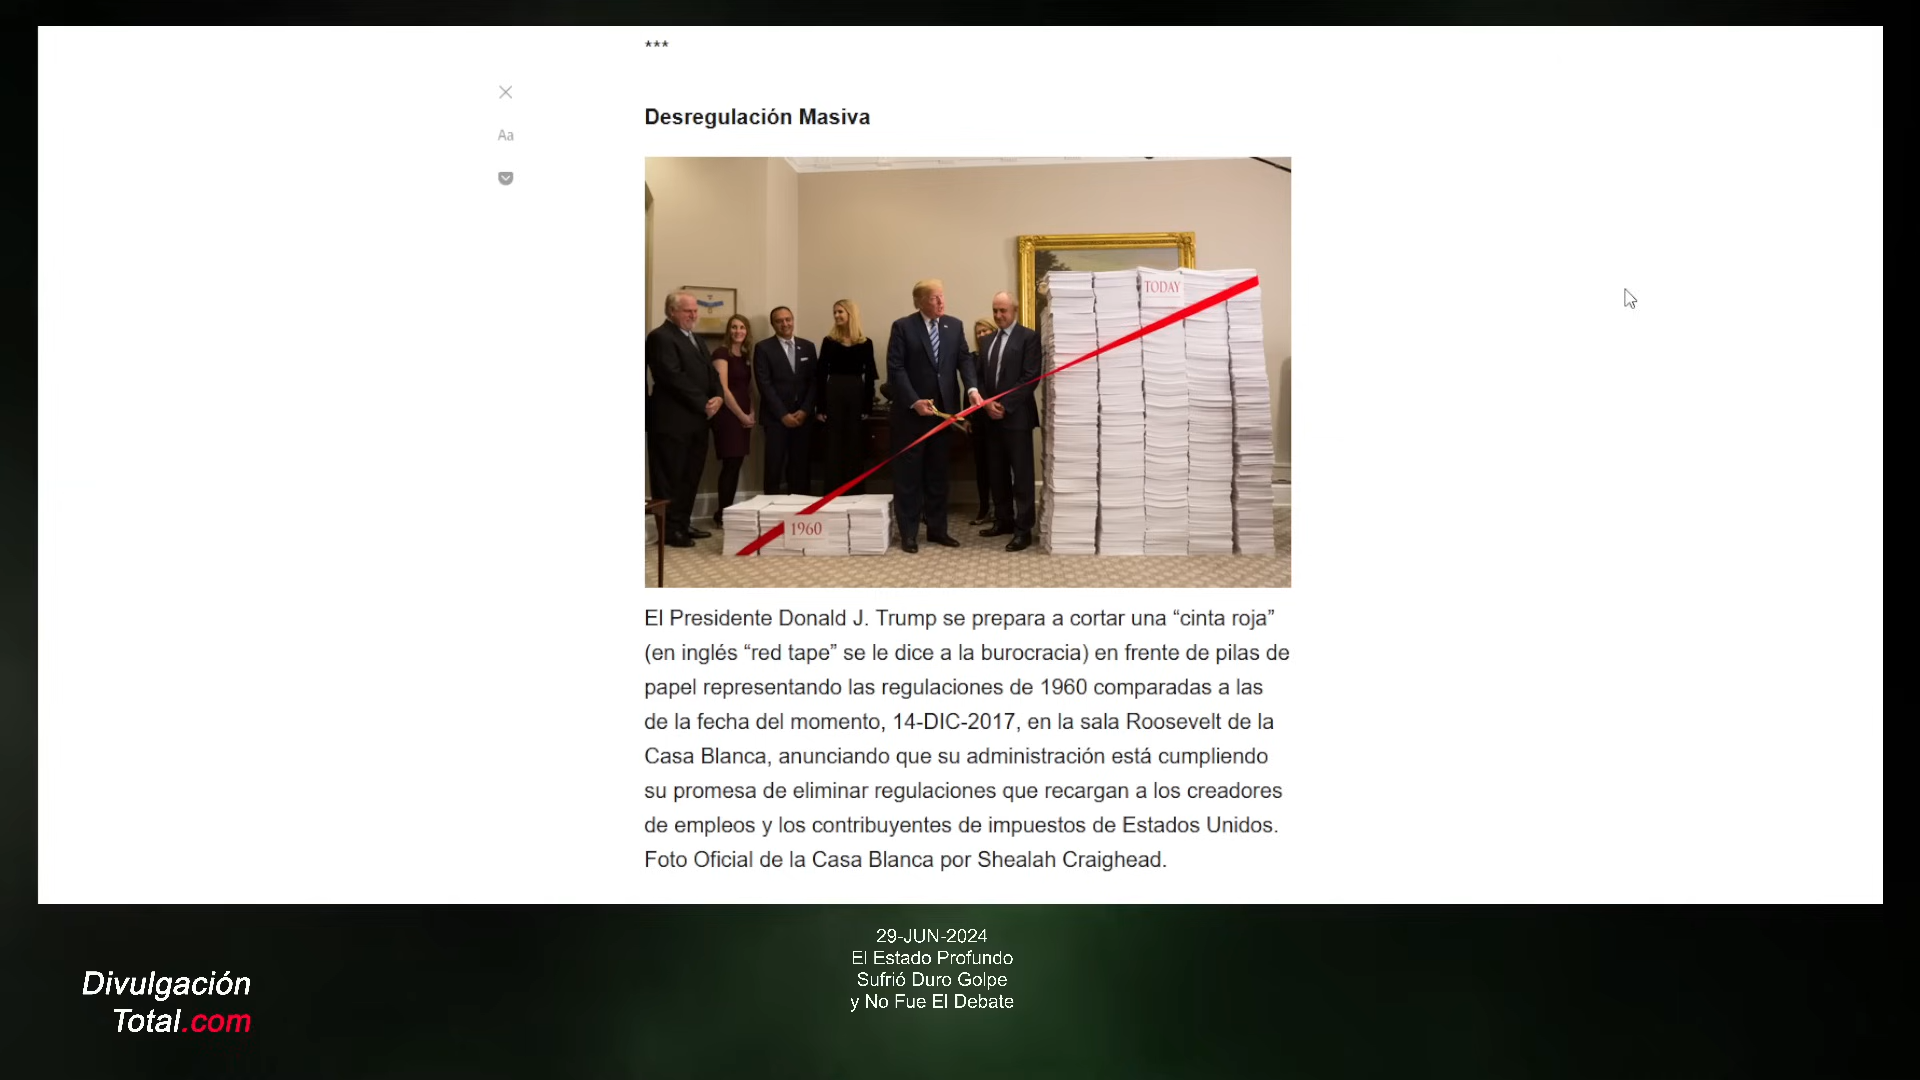 ***
Aa
Desregulación Masiva
TODAY
1960
El Presidente Donald J. Trump se prepara a cortar una “cinta roja”
(en inglés “red tape” se le dice a la burocracia) en frente de pilas de
papel representando las regulaciones de 1960 comparadas a las
de la fecha del momento, 14-DIC-2017, en la sala Roosevelt de la
Casa Blanca, anunciando que su administración está cumpliendo
su promesa de eliminar regulaciones que recargan a los creadores
de empleos y los contribuyentes de impuestos de Estados Unidos.
Foto Oficial de la Casa Blanca por Shealah Craighead.
29-JUN-2024
El Estado Profundo
Sufrió Duro Golpe
y No Fue El Debate
Divulgación
Total.com